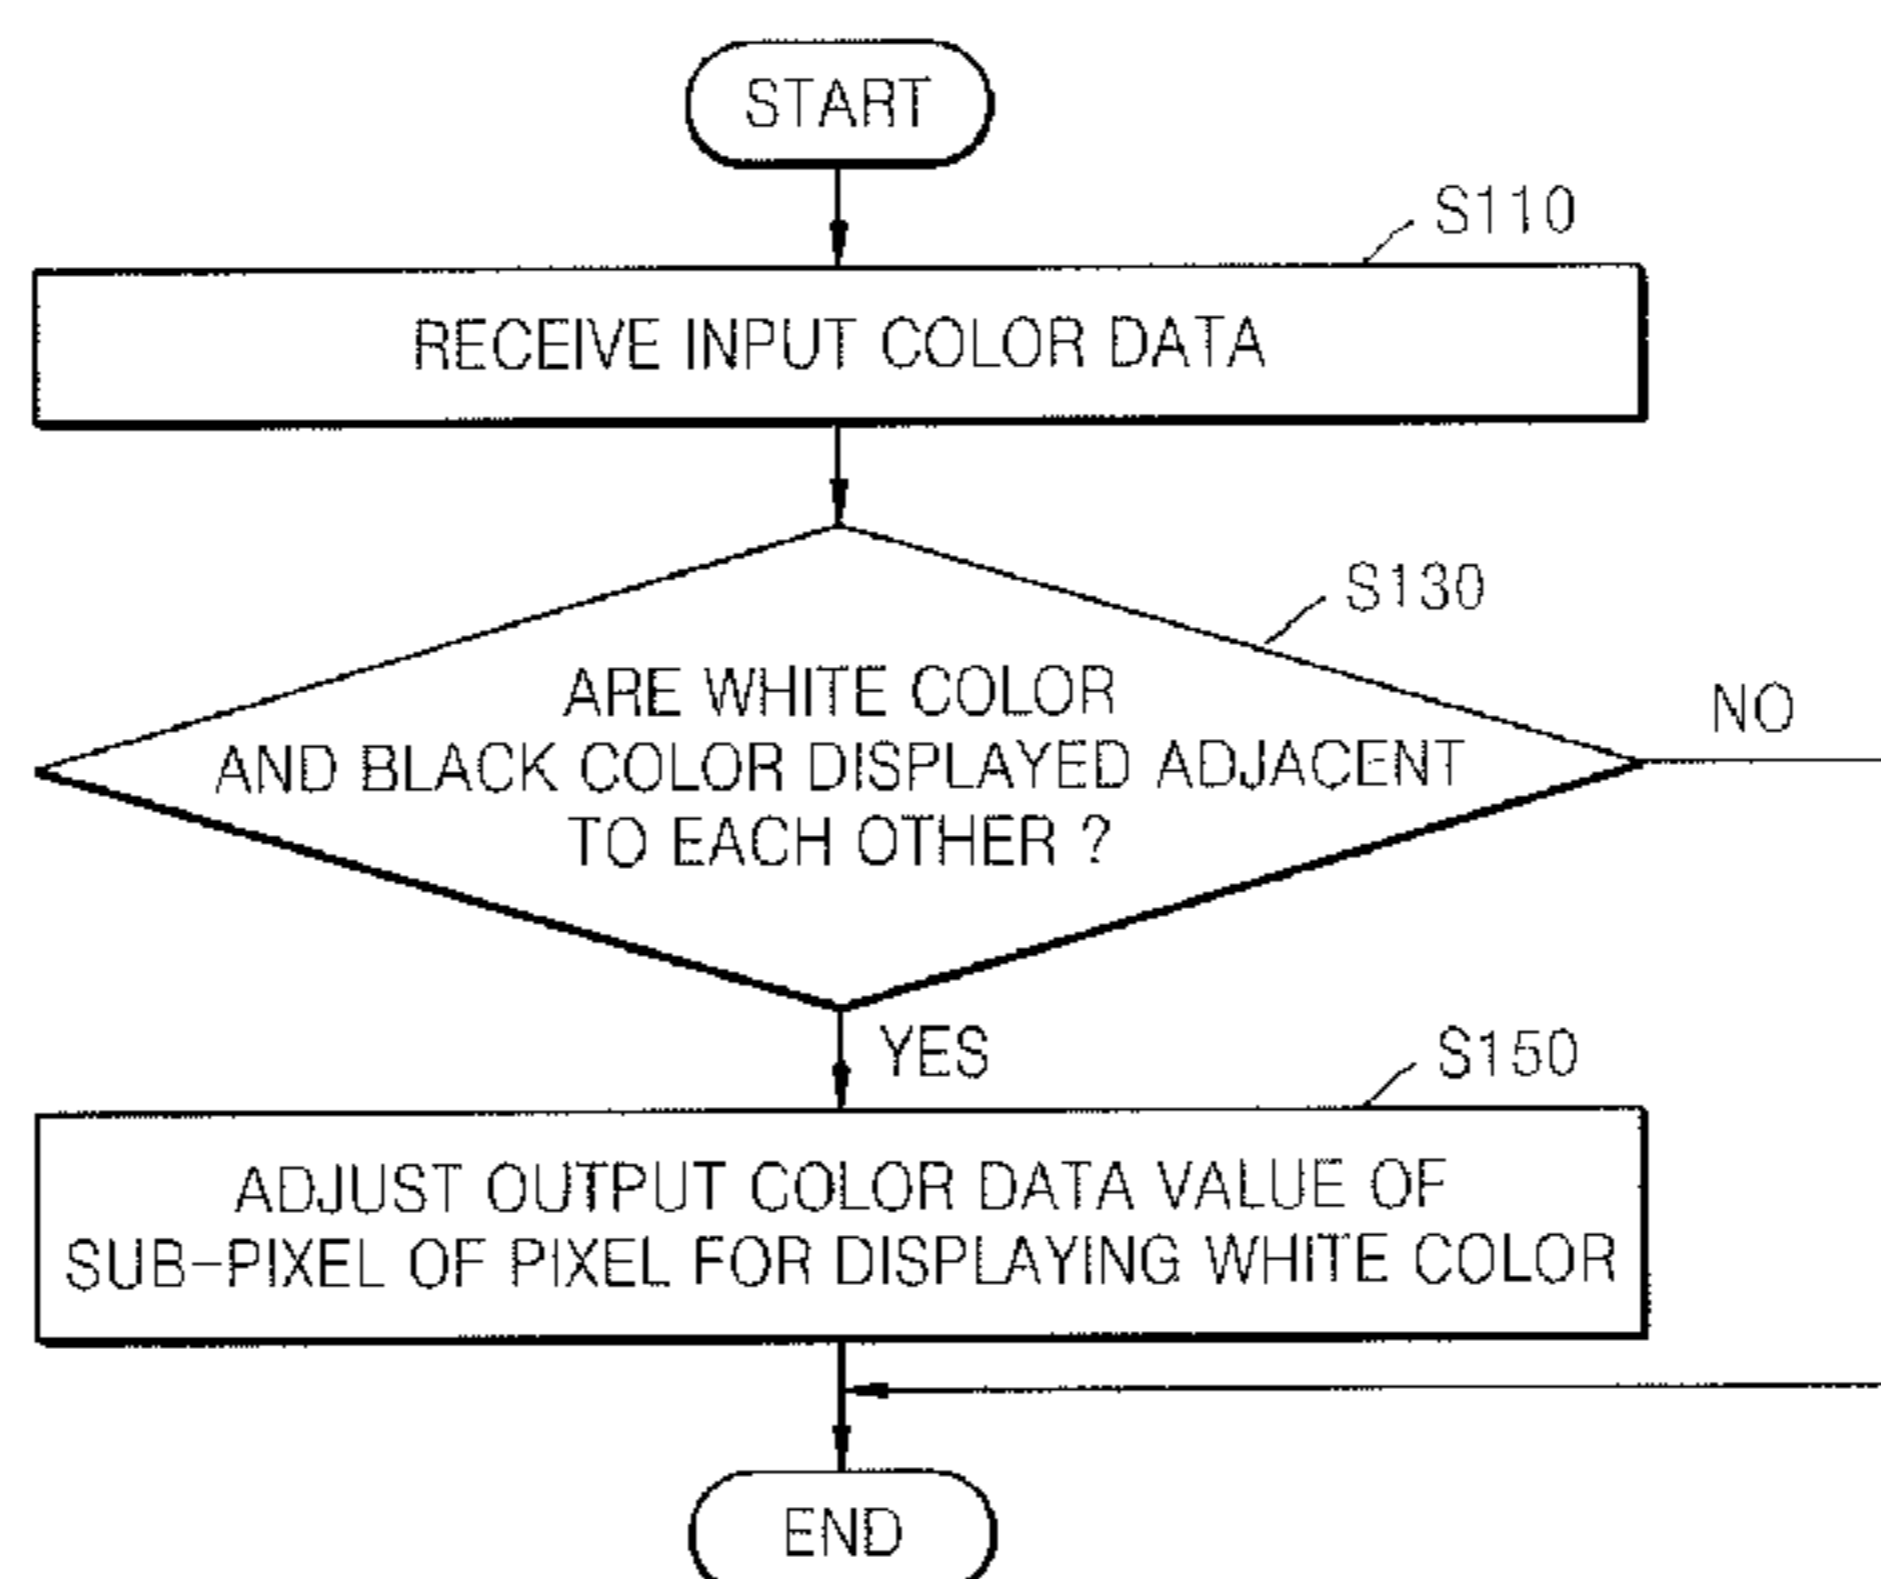 START
S110
RECEIVE INPUT COLOR DATA
S130
ARE WHITE COLOR
NO
AND BLACK COLOR DISPLAYED ADJACENT
TO EACH OTHER ?
YES
S150
ADJUST OUTPUT COLOR DATA VALUE OF
SUB-PIXEL OF PIXEL FOR DISPLAYING WHITE COLOR
END